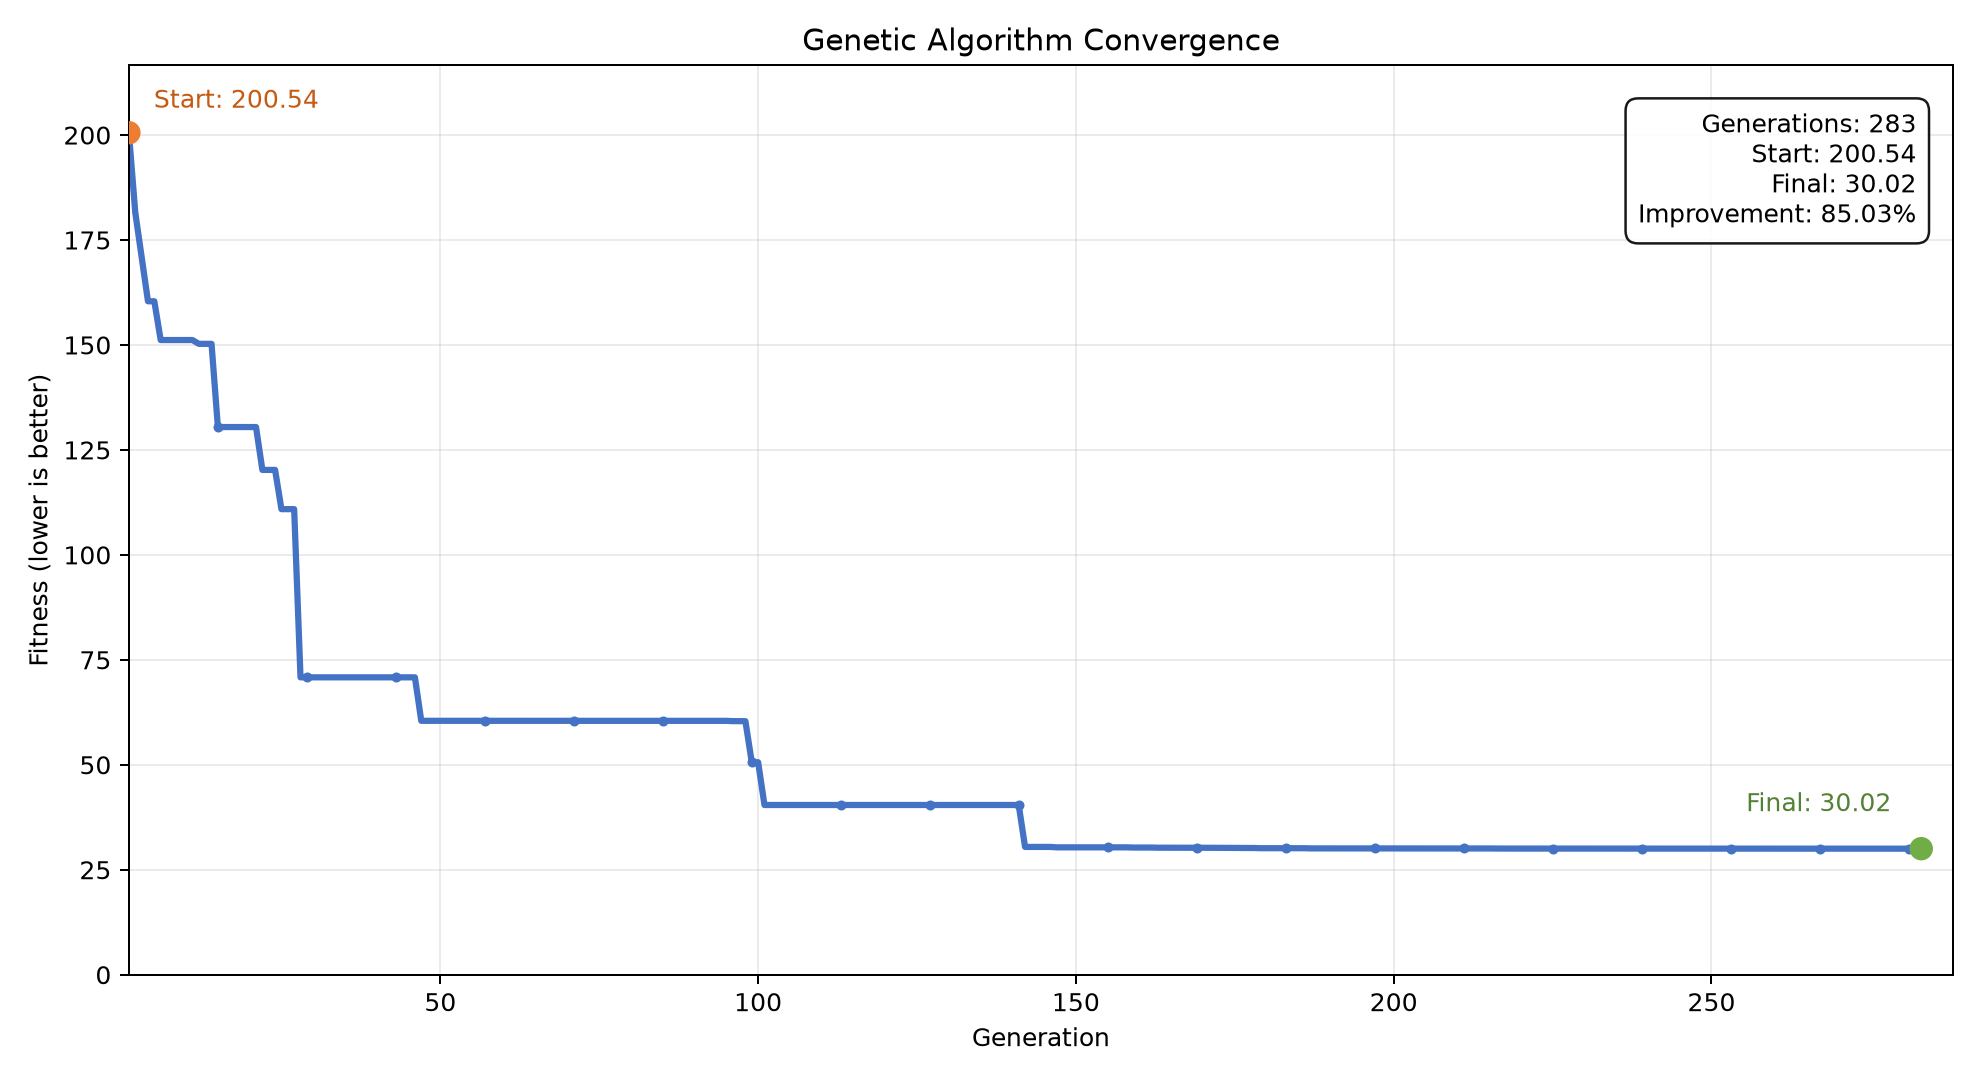 Genetic Algorithm Convergence
Start: 200.54
Generations: 283
Start: 200.54
Final: 30.02
Improvement: 85.03%
200
175
150
125
100
75
50
25
0
Fitness (lower is better)
Final: 30.02
50
100
150
200
250
Generation